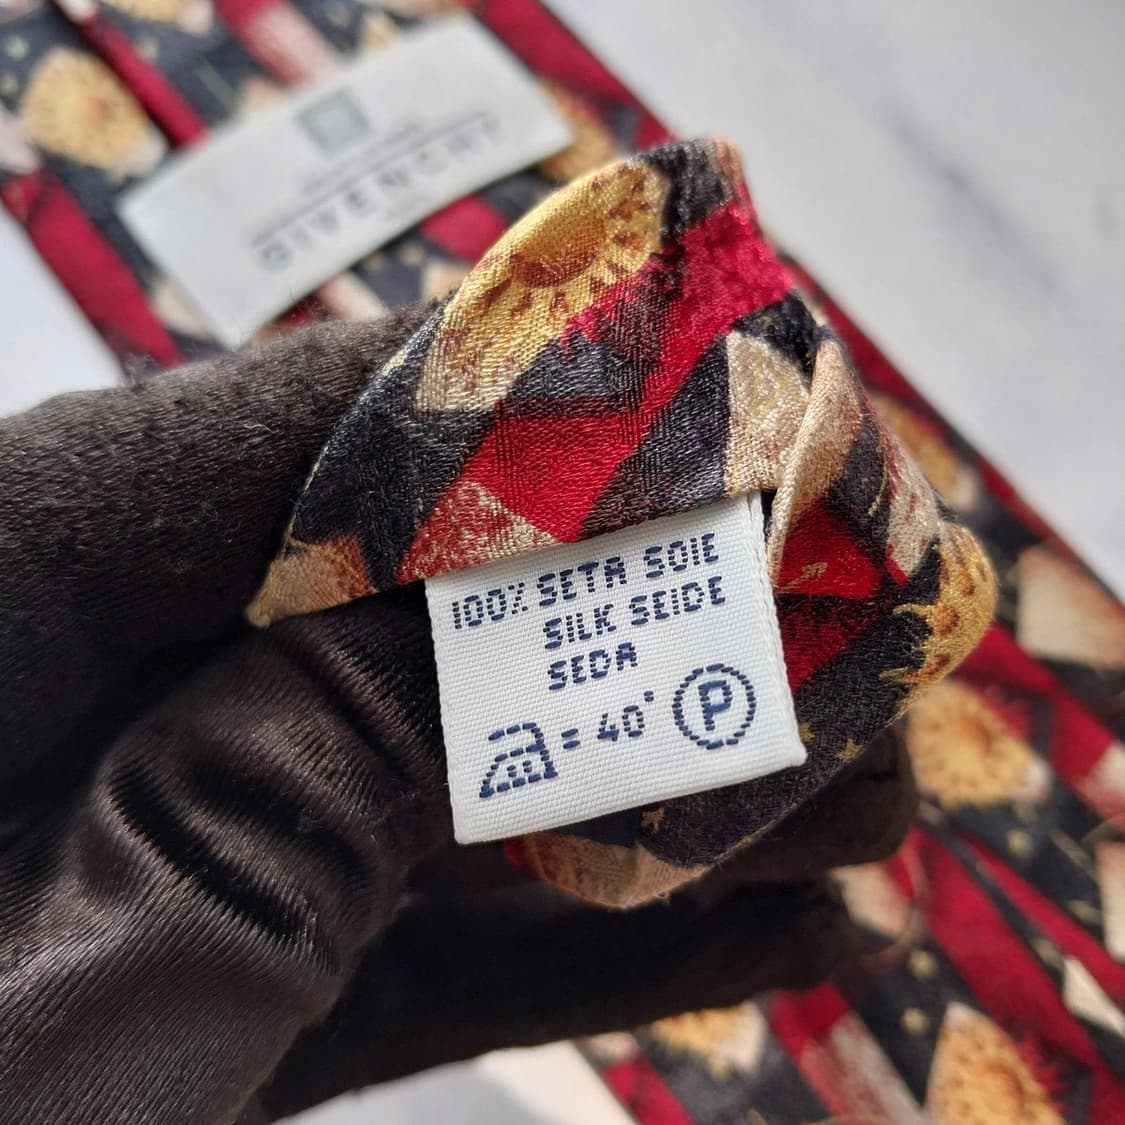 GIVENCHY
100% SETA SOIE
SILK SEIDE
SEDA
= 40° P